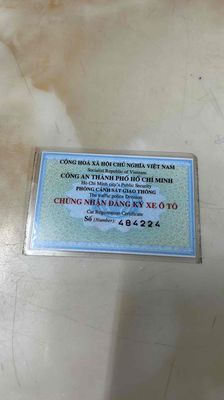 CỘNG HOÀ XÃ HỘI CHỦ NGHĨA VIỆT NAM
Socialist Republic of Vietnam
CÔNG AN THÀNH PHỐ HỒ CHÍ MINH
Ho Chi Minh city's Public Security
PHÒNG CẢNH SÁT GIAO THÔNG
The traffic police Division
CHỨNG NHẬN ĐĂNG KÝ XE Ô TÔ
Car Registration Certificate
Số (Number): 484224